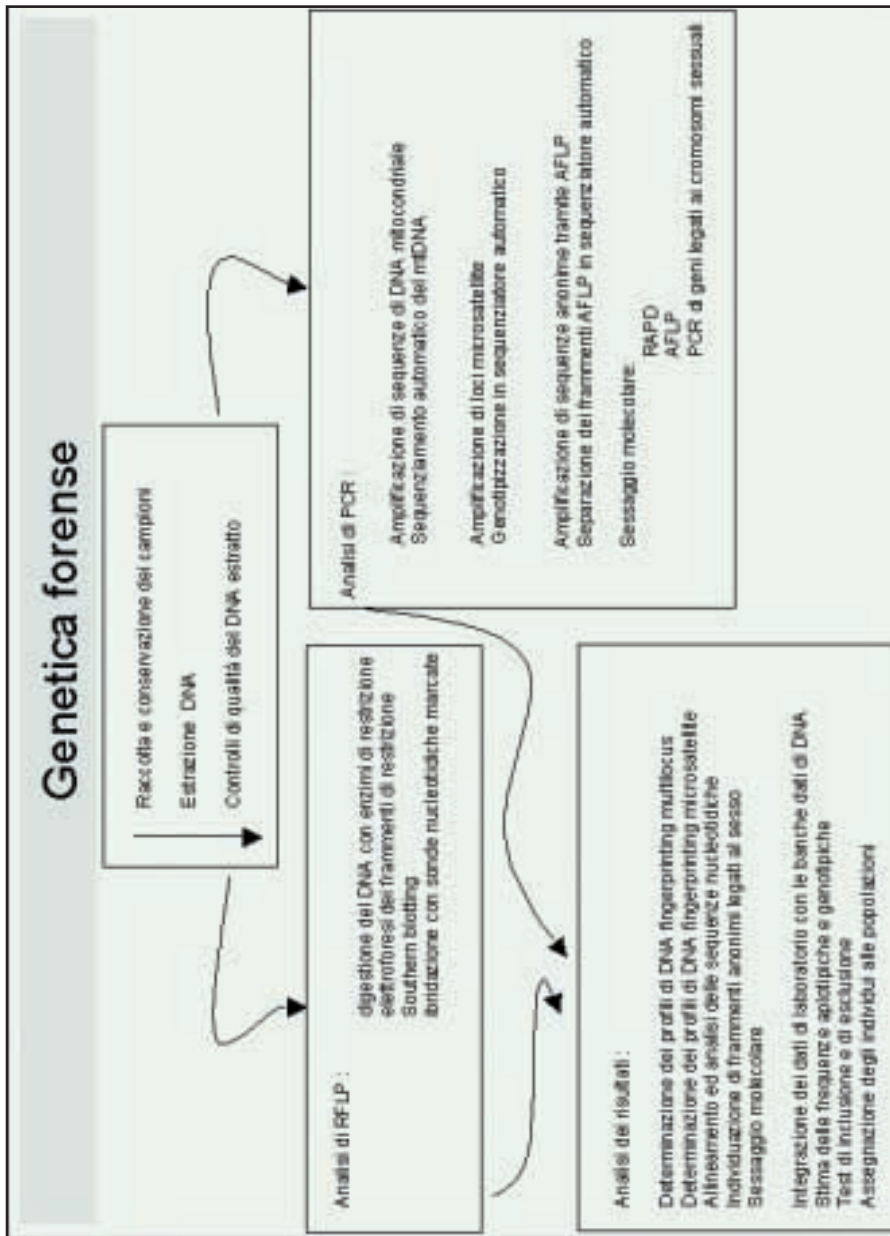 Genetica forense
Raccolta e conservazione dei campioni
Estrazione DNA
Controlli di qualità del DNA estratto
Analisi di RFLP :
digestione del DNA con enzimi di restrizione
elettroforesi dei frammenti di restrizione
Southern blotting
ibridazione con sonde nucleotidiche marcate
Analisi di PCR :
Amplificazione di sequenze di DNA mitocondriale
Sequenziamento automatico del mtDNA
Amplificazione di loci microsatellite
Genotipizzazione in sequenziatore automatico
Amplificazione di sequenze anonime tramite AFLP
Separazione dei frammenti AFLP in sequenziatore automatico
Sessaggio molecolare:
RAPD
AFLP
PCR di geni legati ai cromosomi sessuali
Analisi dei risultati :
Determinazione dei profili di DNA fingerprinting multilocus
Determinazione dei profili di DNA fingerprinting microsatellite
Allineamento ed analisi delle sequenze nucleotidiche
Individuazione di frammenti anonimi legati al sesso
Sessaggio molecolare
Integrazione dei dati di laboratorio con le banche dati di DNA
Stima delle frequenze aplotipiche e genotipiche
Test di inclusione e di esclusione
Assegnazione degli individui alle popolazioni